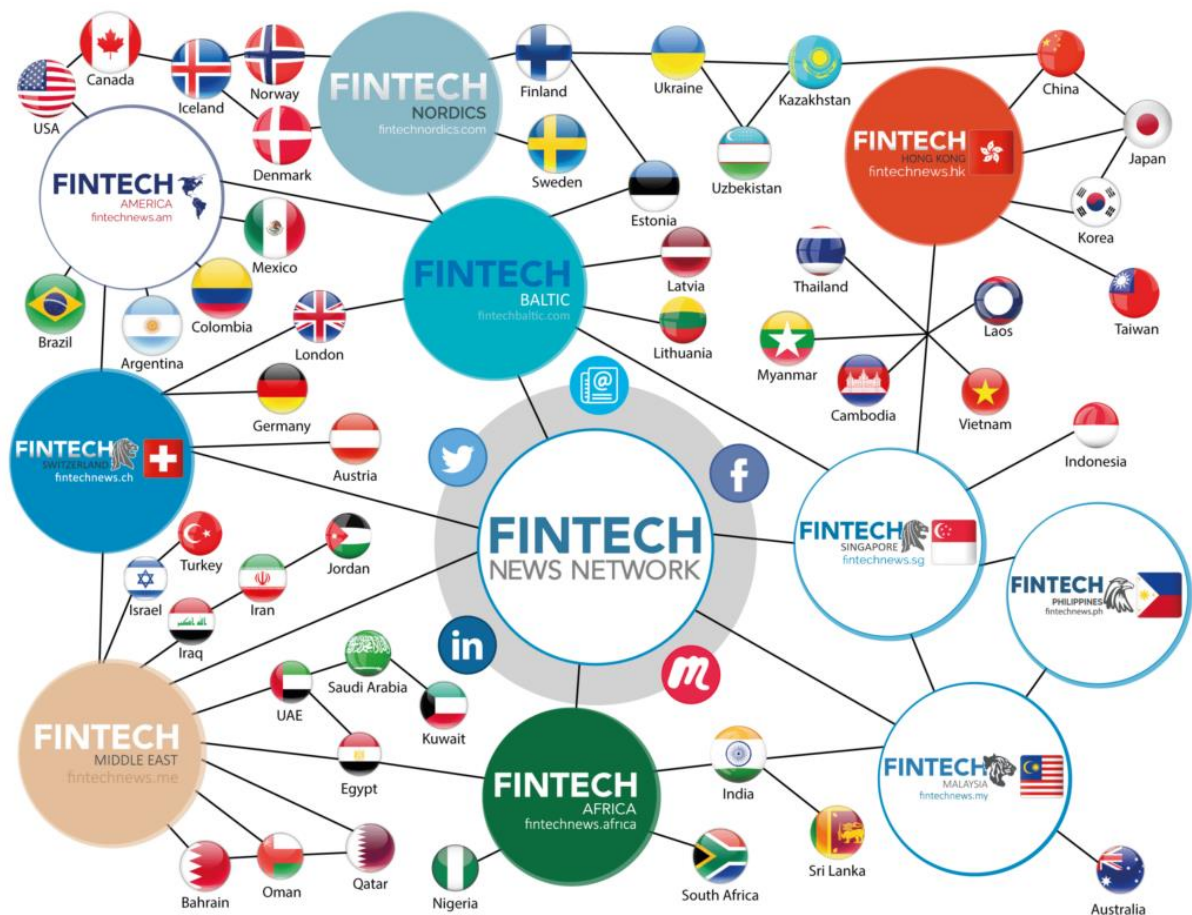 Canada
USA
Iceland
Norway
Denmark
FINTECH
NORDICS
fintechnordics.com
Finland
Sweden
Ukraine
Kazakhstan
Uzbekistan
China
Japan
Korea
Taiwan
FINTECH
HONG KONG
fintechnews.hk
FINTECH
AMERICA
fintechnews.am
Mexico
Colombia
Argentina
Brazil
FINTECH
BALTIC
fintechbaltic.com
Estonia
Latvia
Lithuania
London
Germany
Austria
Thailand
Laos
Myanmar
Cambodia
Vietnam
Indonesia
FINTECH
SWITZERLAND
fintechnews.ch
@
f
in
m
FINTECH
NEWS NETWORK
FINTECH
SINGAPORE
fintechnews.sg
FINTECH
PHILIPPINES
fintechnews.ph
Turkey
Israel
Jordan
Iran
Iraq
Saudi Arabia
UAE
Kuwait
Egypt
FINTECH
MIDDLE EAST
fintechnews.me
Bahrain
Oman
Qatar
FINTECH
AFRICA
fintechnews.africa
Nigeria
South Africa
India
Sri Lanka
FINTECH
MALAYSIA
fintechnews.my
Australia